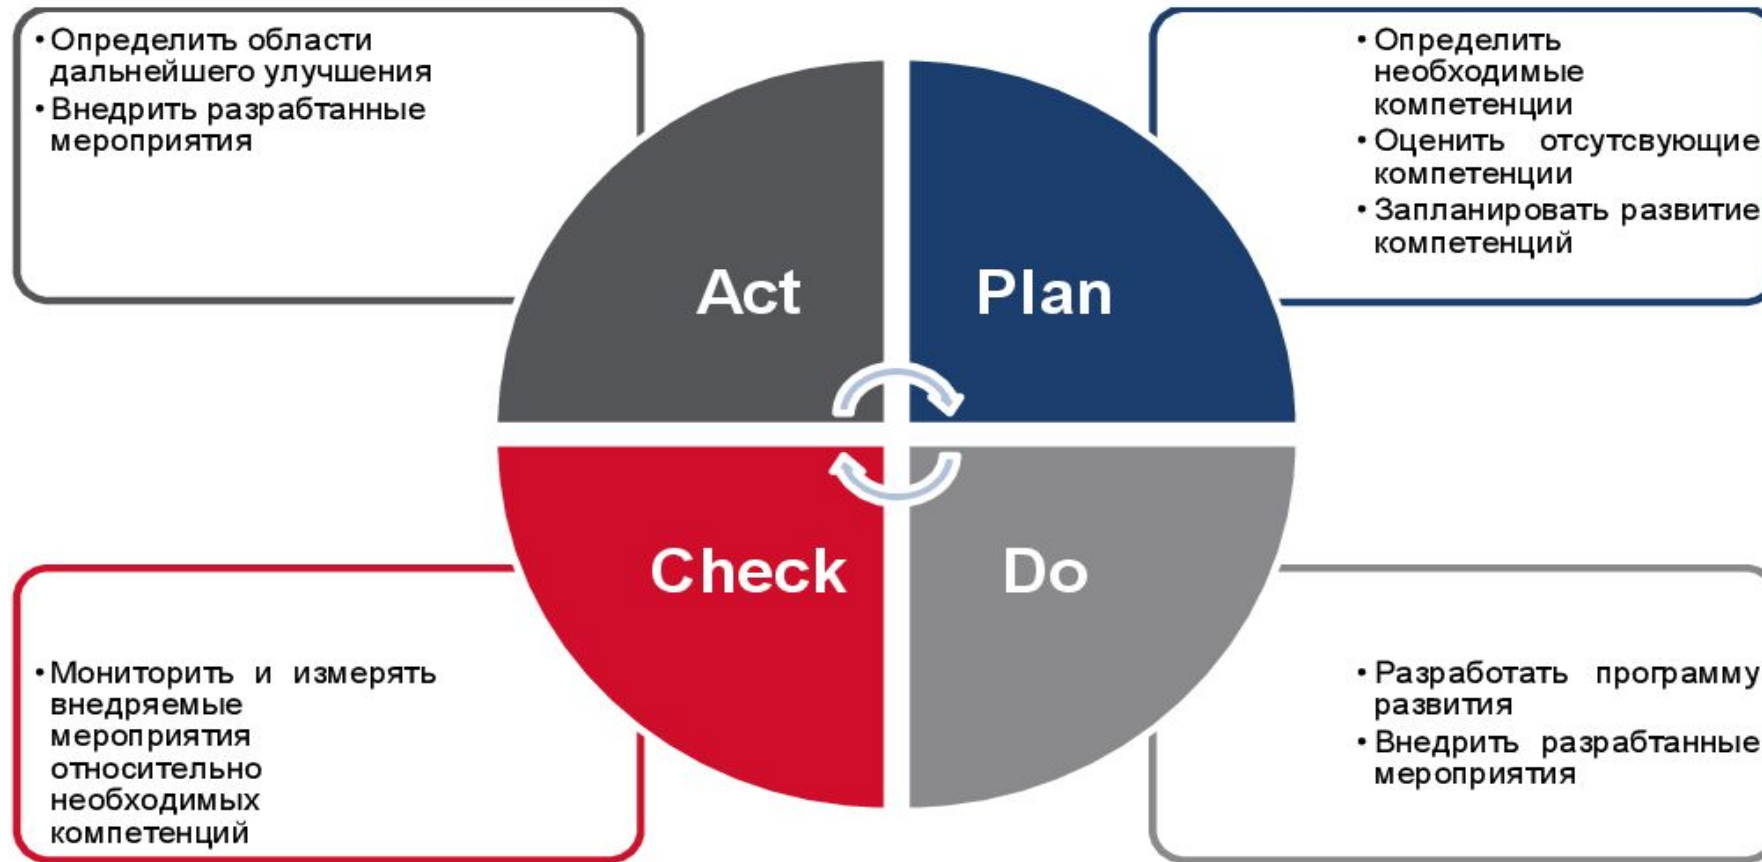 • Определить области
дальнейшего улучшения
• Внедрить разрабтанные
мероприятия
• Определить
необходимые
компетенции
• Оценить отсутсвующие
компетенции
• Запланировать развитие
компетенций
Act
Plan
Check
Do
• Мониторить и измерять
внедряемые
мероприятия
относительно
необходимых
компетенций
• Разработать программу
развития
• Внедрить разрабтанные
мероприятия